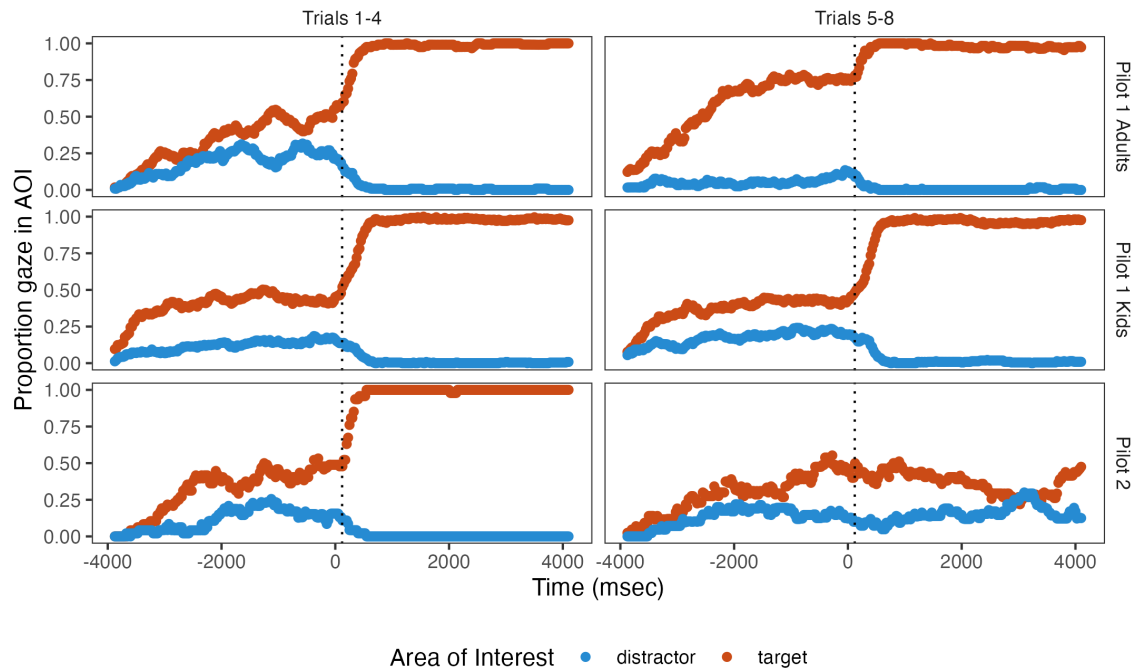 Trials 1-4 Trials 5-8
1.00
0.75
0.50
0.25
0.00
Pilot 1 Adults
1.00
0.75
0.50
0.25
0.00
Pilot 1 Kids
1.00
0.75
0.50
0.25
0.00
Pilot 2
Proportion gaze in AOI
-4000 -2000 0 2000 4000 -4000 -2000 0 2000 4000
Time (msec)
Area of Interest distractor target